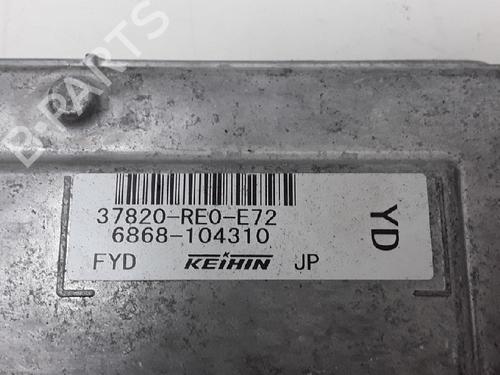 B-PARTS
37820-RE0-E72
6868-104310
FYD KEIHIN JP
YD